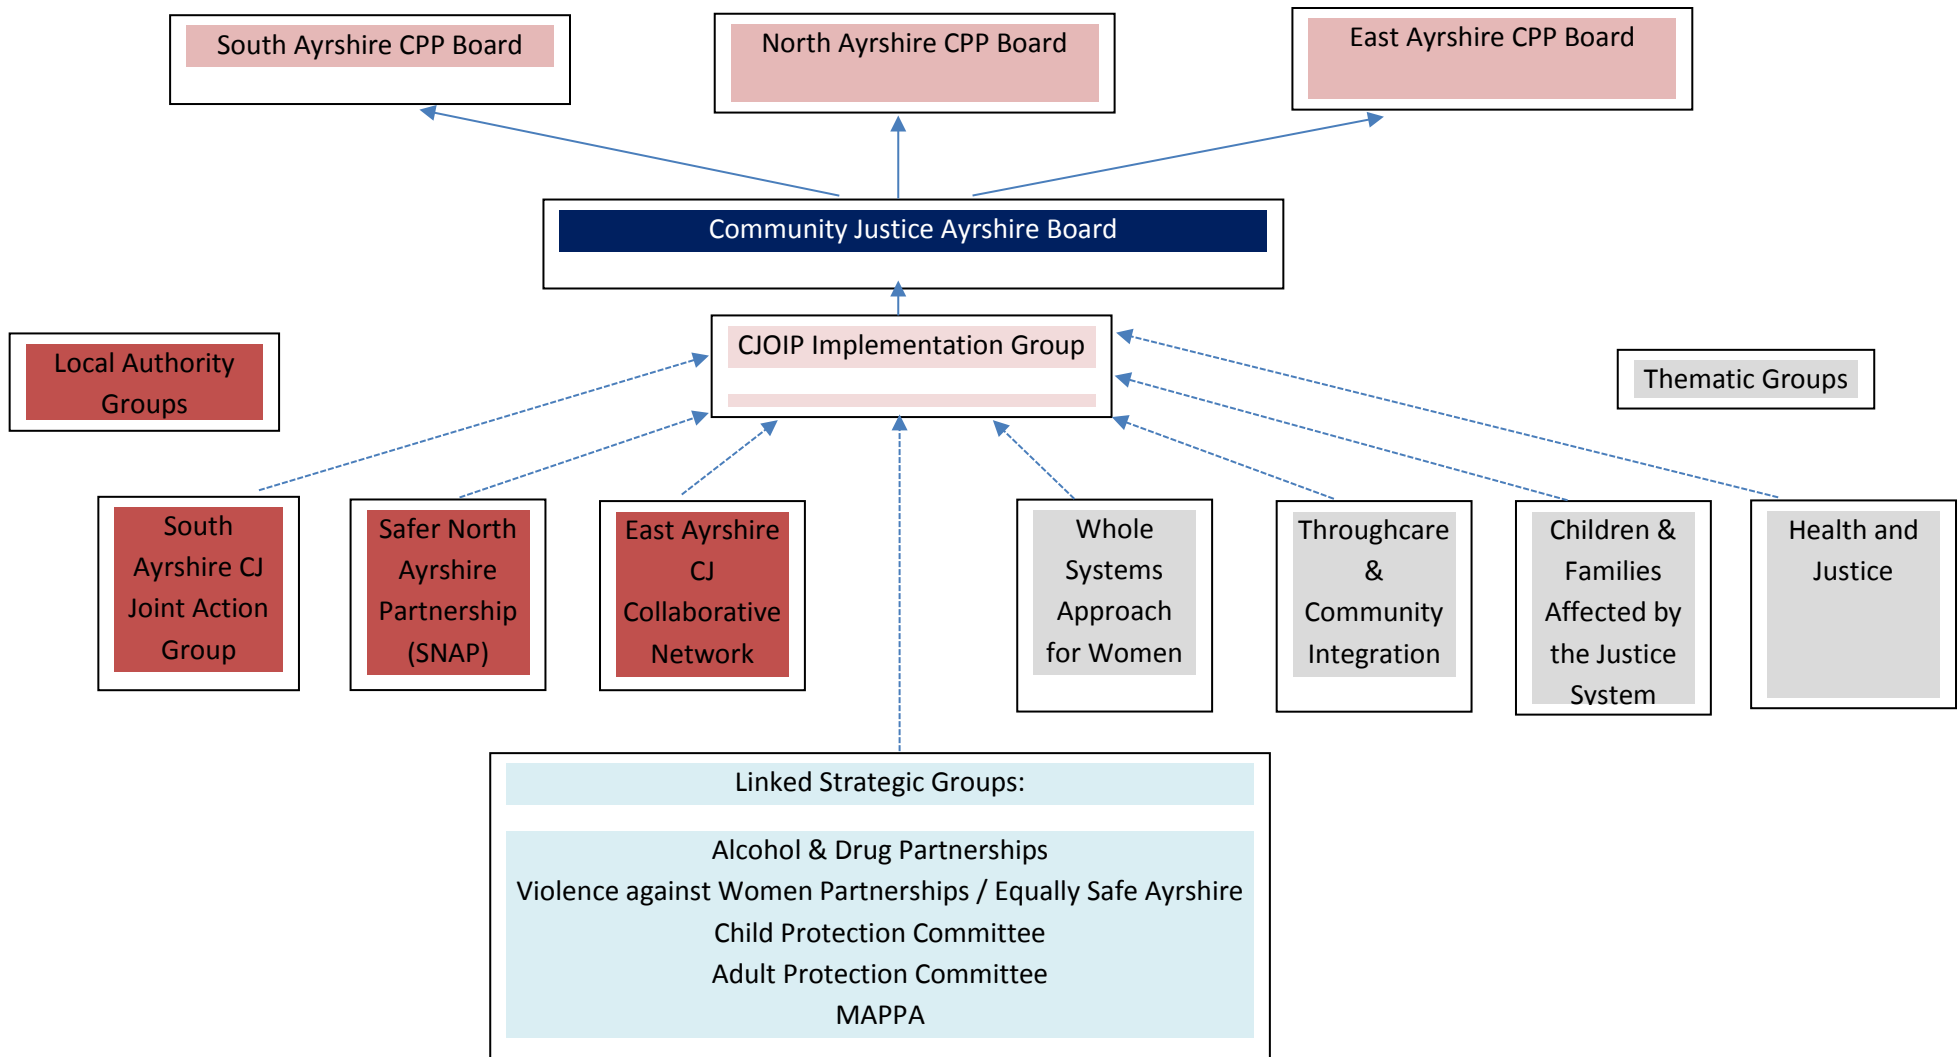 South Ayrshire CPP Board
North Ayrshire CPP Board
East Ayrshire CPP Board
Community Justice Ayrshire Board
CJOIP Implementation Group
Local Authority
Groups
Thematic Groups
South
Ayrshire CJ
Joint Action
Group
Safer North
Ayrshire
Partnership
(SNAP)
East Ayrshire
CJ
Collaborative
Network
Whole
Systems
Approach
for Women
Throughcare
&
Community
Integration
Children &
Families
Affected by
the Justice
System
Health and
Justice
Linked Strategic Groups:
Alcohol & Drug Partnerships
Violence against Women Partnerships / Equally Safe Ayrshire
Child Protection Committee
Adult Protection Committee
MAPPA